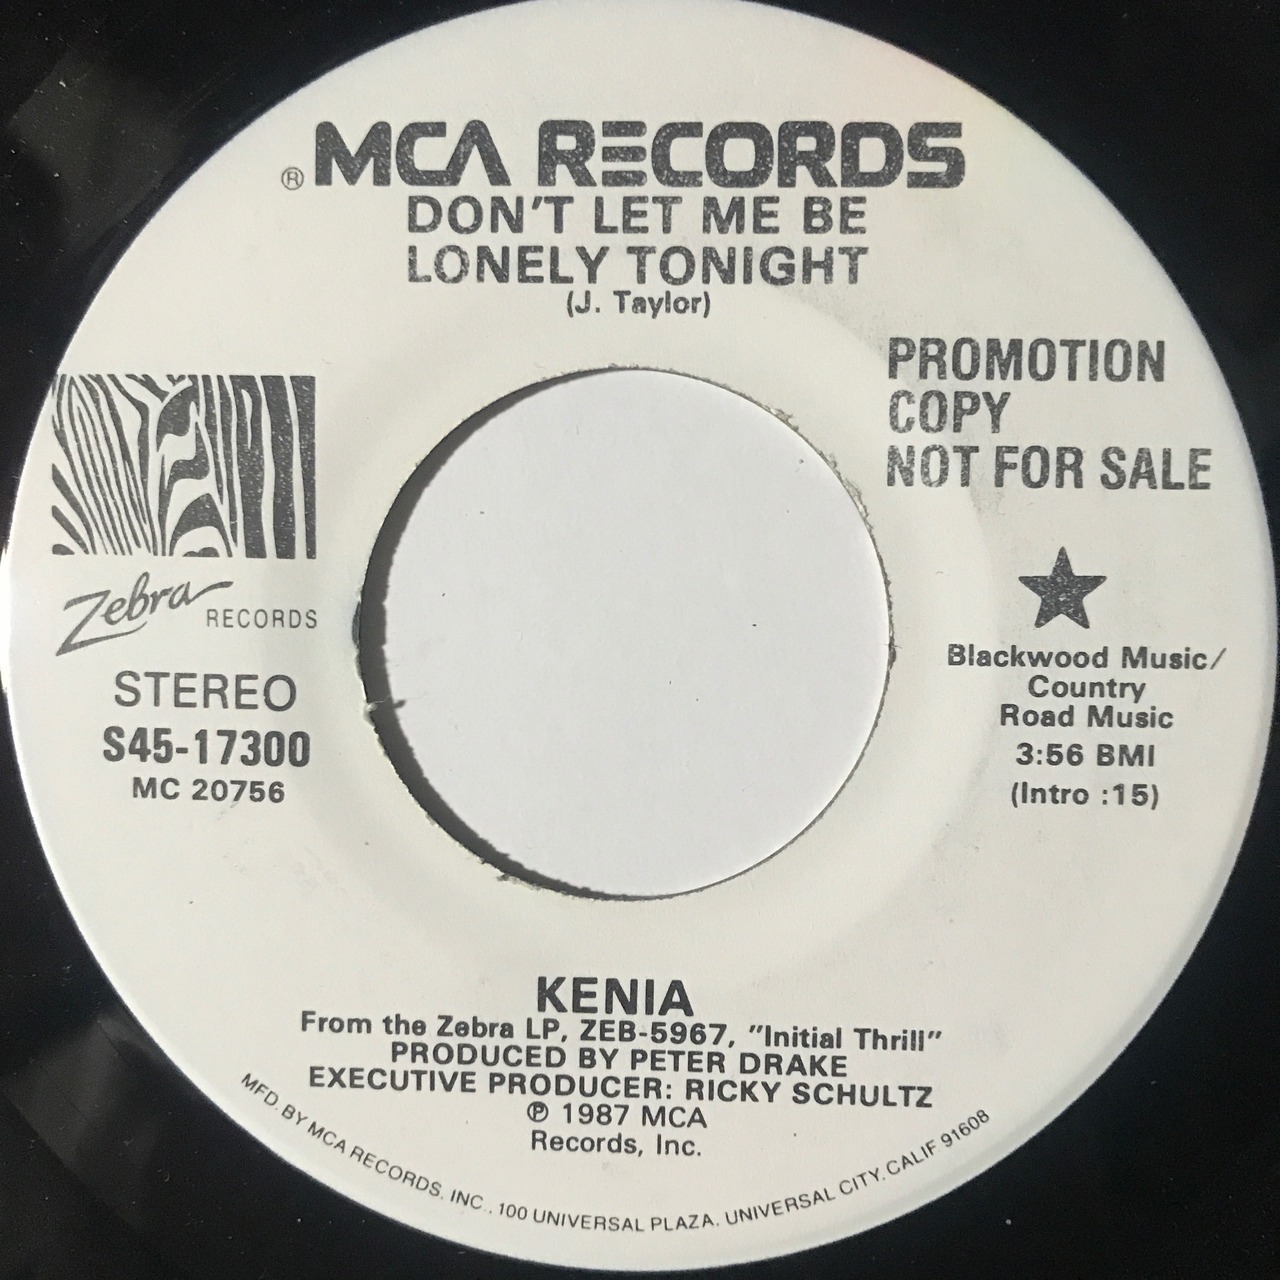 ® MCA RECORDS
DON'T LET ME BE
LONELY TONIGHT
(J. Taylor)
PROMOTION
COPY
NOT FOR SALE
Zebra RECORDS
STEREO
S45-17300
MC 20756
Blackwood Music/
Country
Road Music
3:56 BMI
(Intro :15)
KENIA
From the Zebra LP, ZEB-5967, "Initial Thrill"
PRODUCED BY PETER DRAKE
EXECUTIVE PRODUCER: RICKY SCHULTZ
℗ 1987 MCA
Records, Inc.
MFD. BY MCA RECORDS, INC., 100 UNIVERSAL PLAZA, UNIVERSAL CITY, CALIF 91608